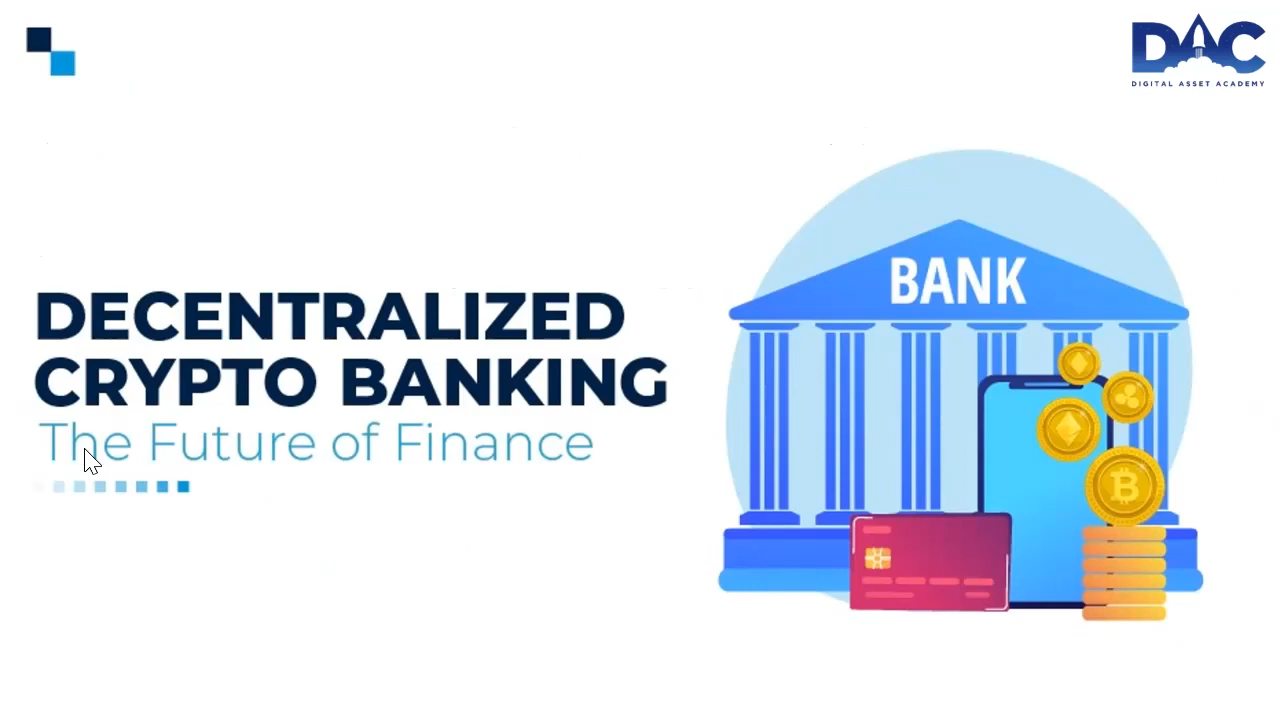 DAC
DIGITAL ASSET ACADEMY
BANK
DECENTRALIZED
CRYPTO BANKING
The Future of Finance
B